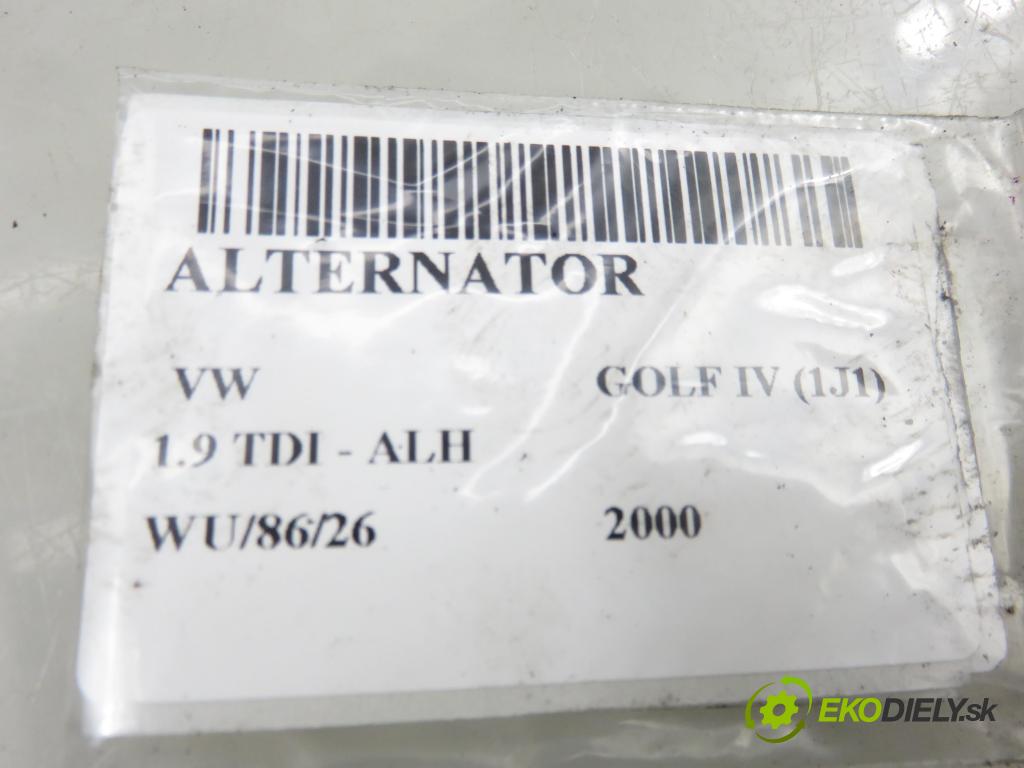 ALTERNATOR
VW GOLF IV (1J1)
1.9 TDI - ALH
WU/86/26 2000
EKODIELY.sk